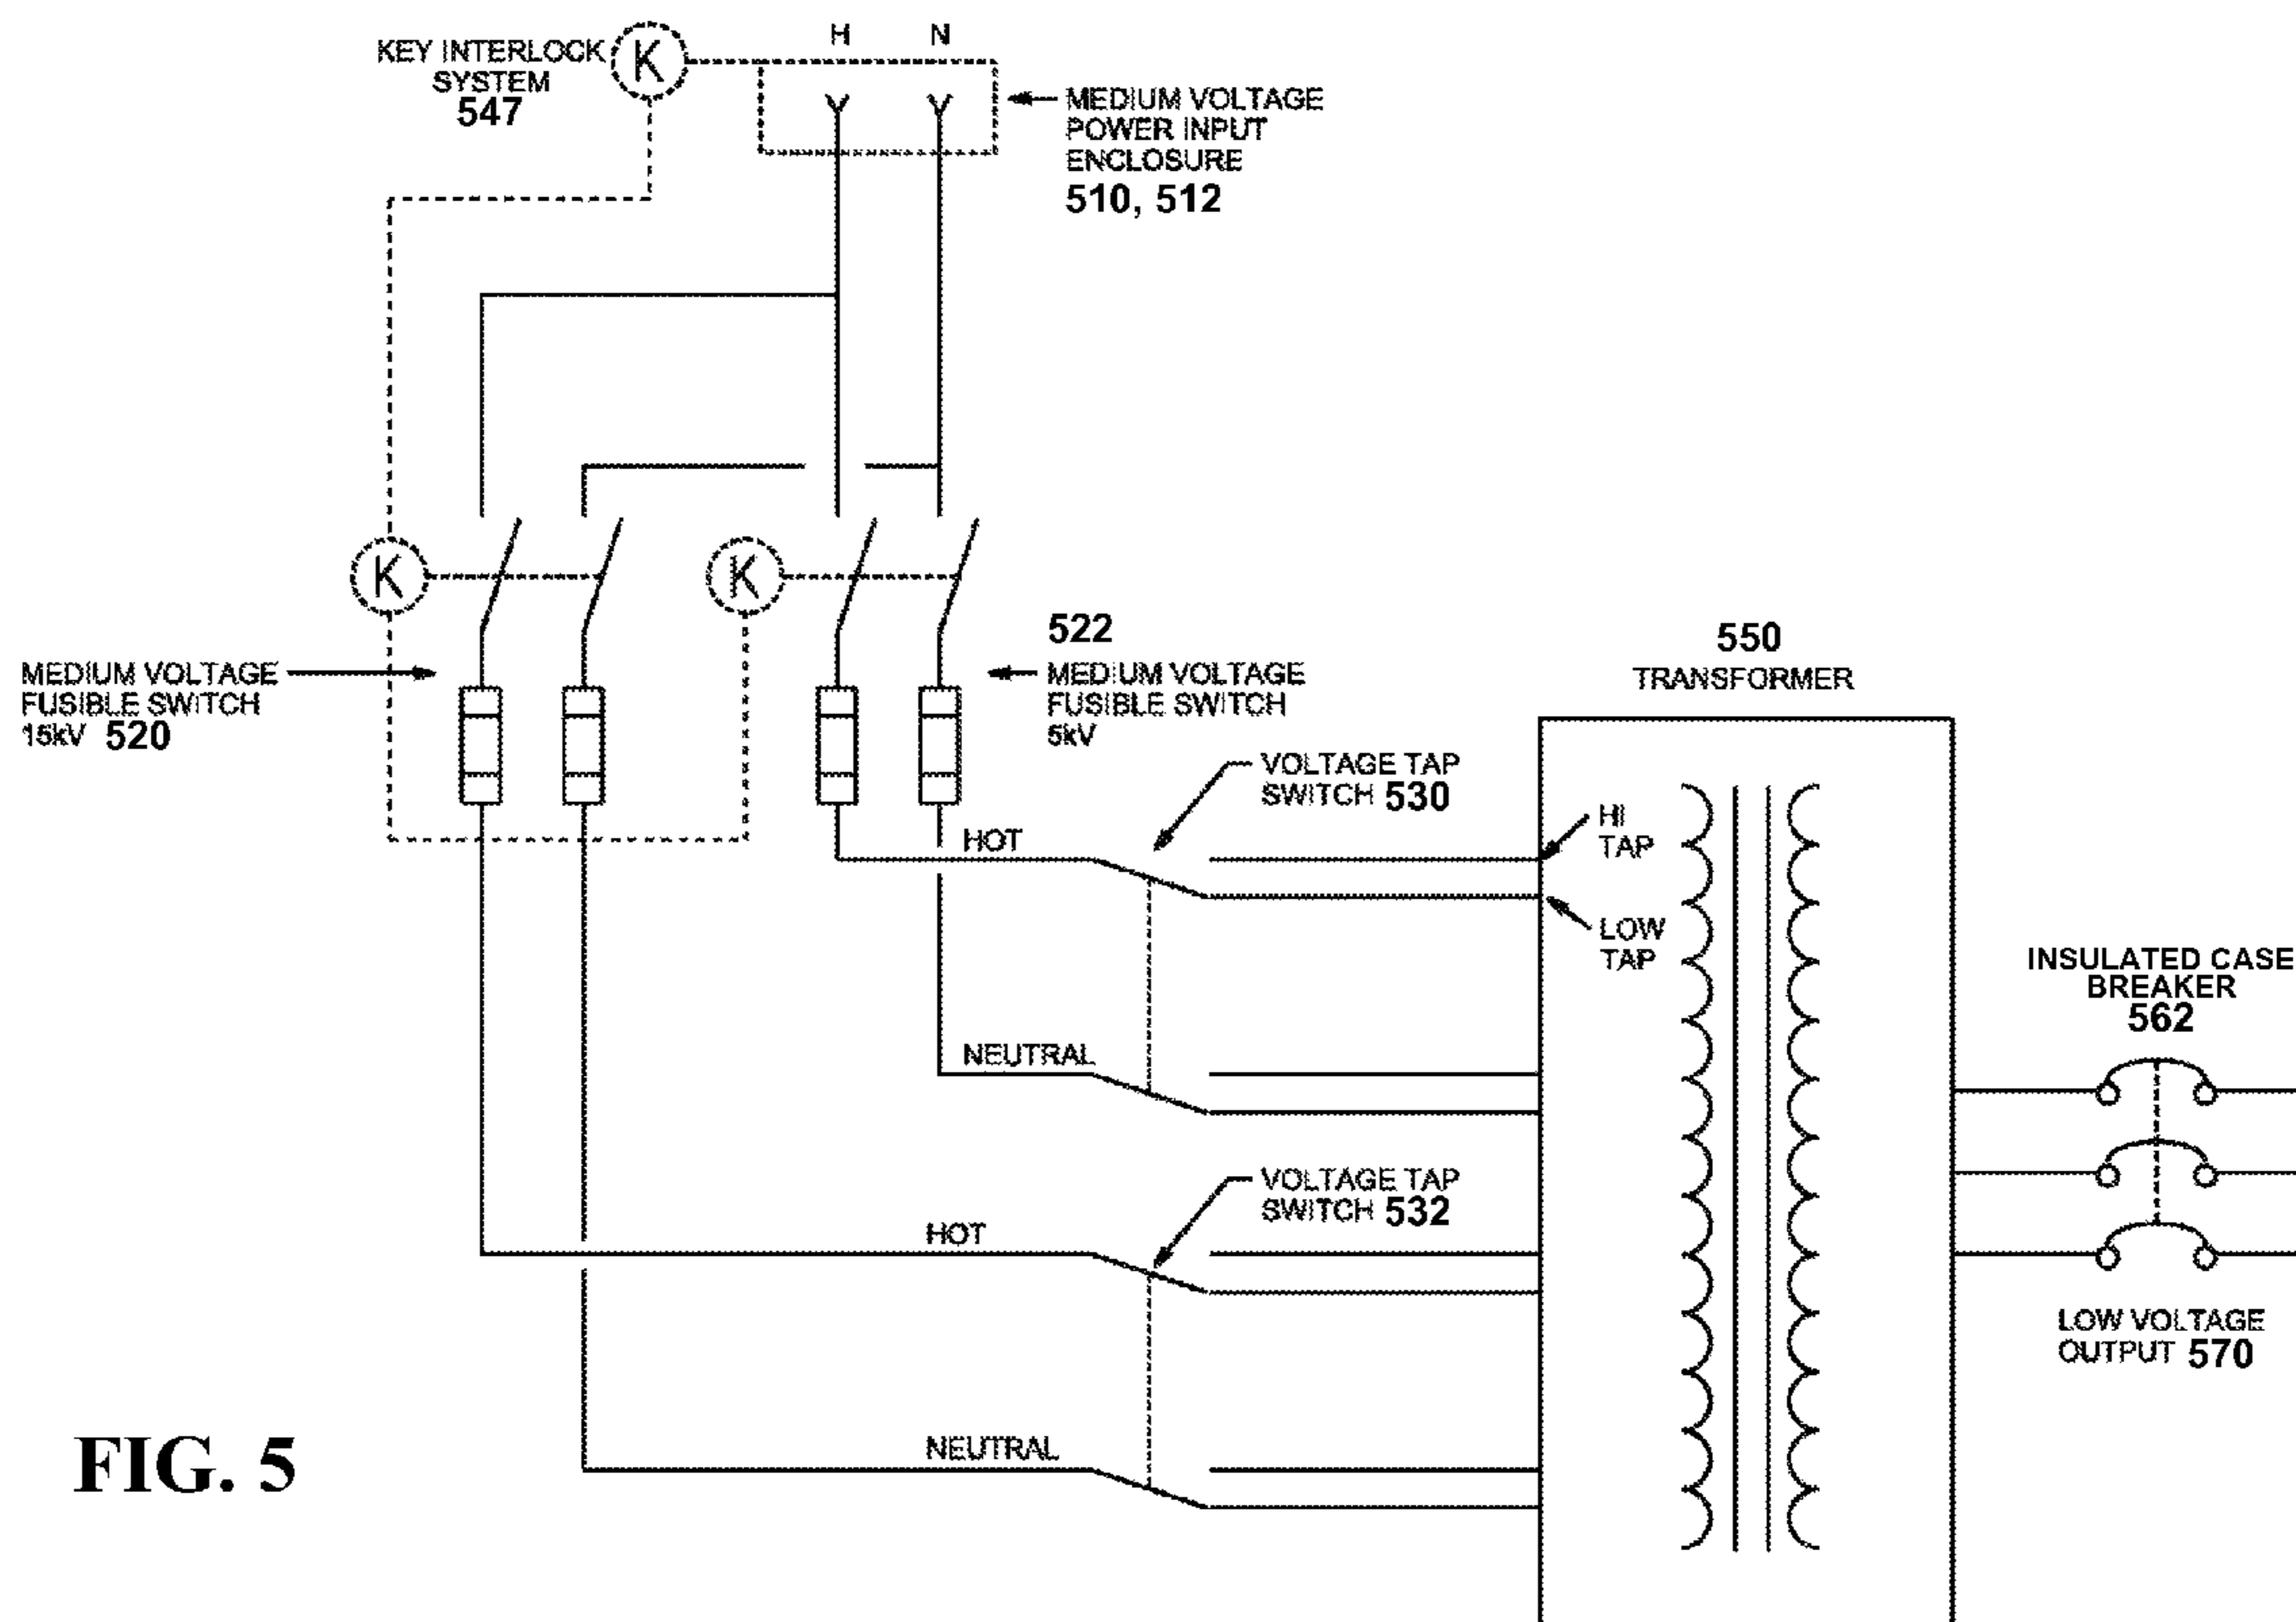 H N
KEY INTERLOCK
SYSTEM
547
K
MEDIUM VOLTAGE
POWER INPUT
ENCLOSURE
510, 512
K
K
522
MEDIUM VOLTAGE
FUSIBLE SWITCH
15kV 520
MEDIUM VOLTAGE
FUSIBLE SWITCH
5kV
550
TRANSFORMER
VOLTAGE TAP
SWITCH 530
HI
TAP
HOT
LOW
TAP
INSULATED CASE
BREAKER
562
NEUTRAL
VOLTAGE TAP
SWITCH 532
HOT
LOW VOLTAGE
OUTPUT 570
NEUTRAL
FIG. 5